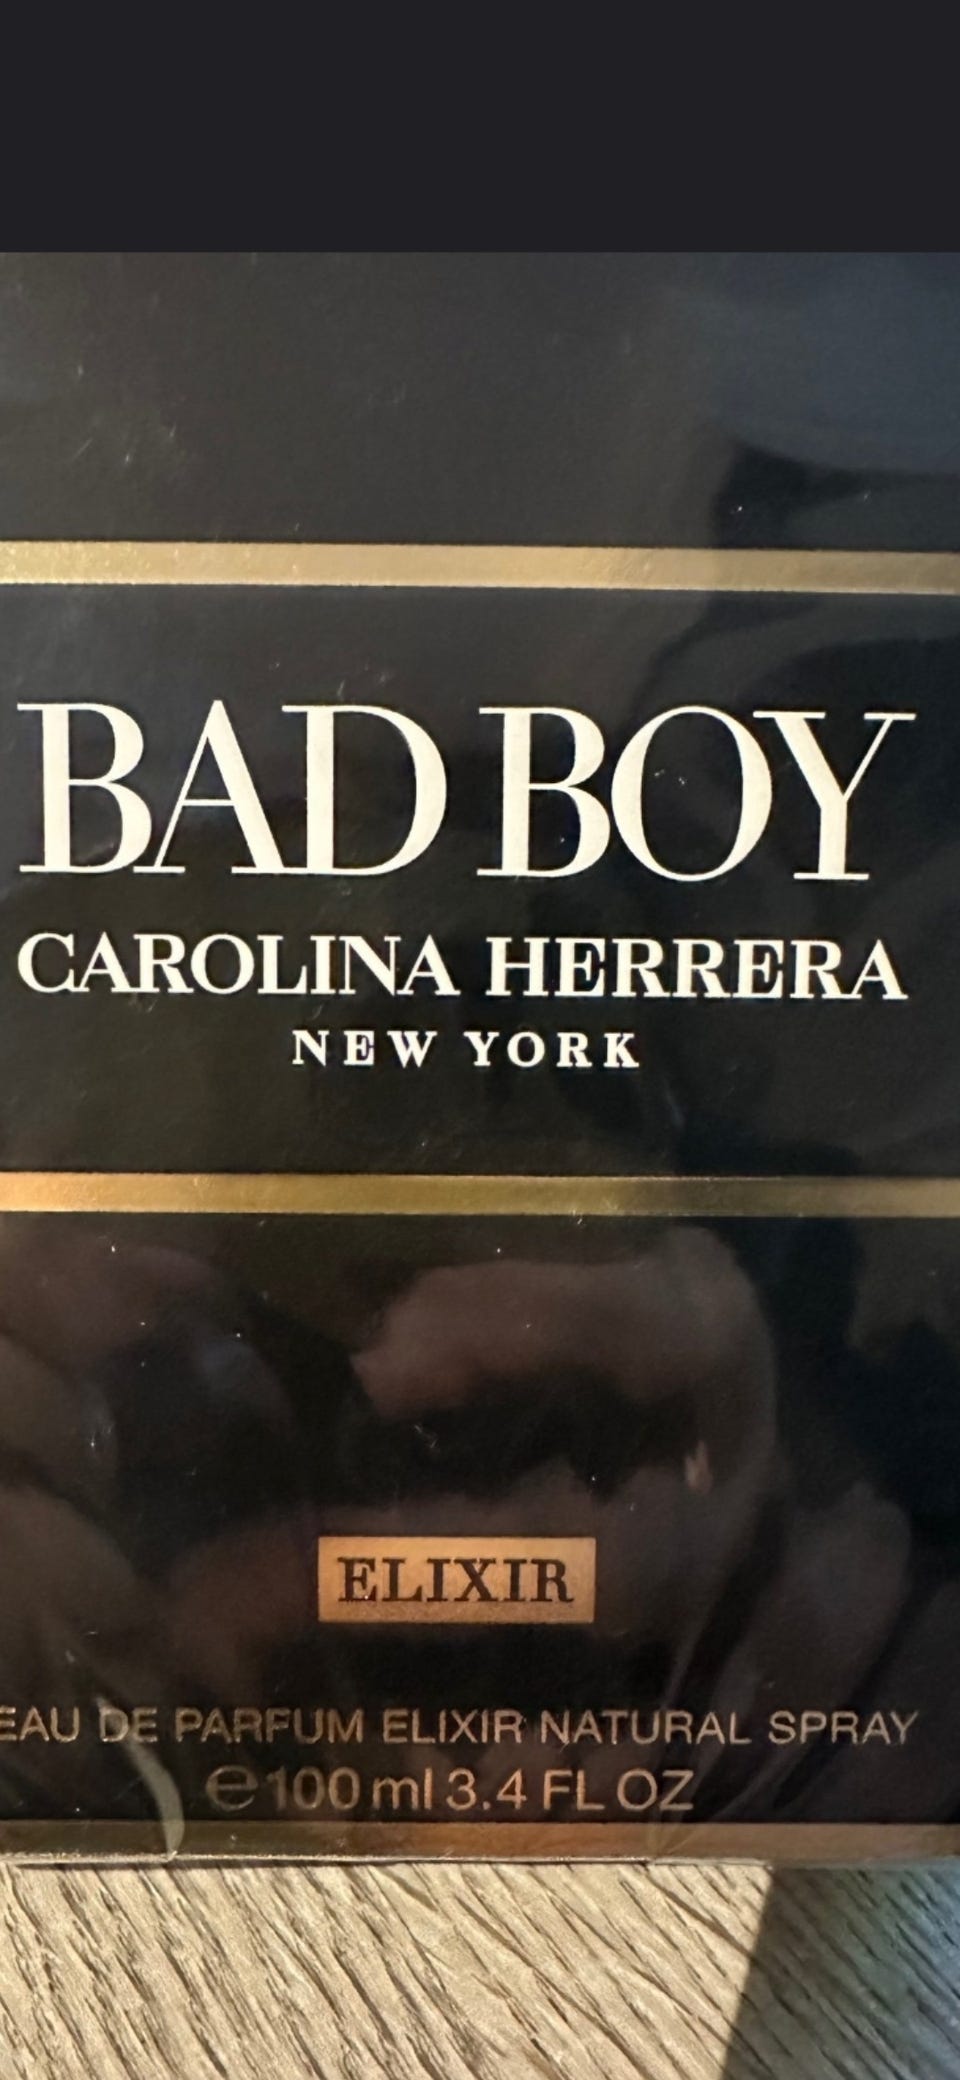 BAD BOY
CAROLINA HERRERA
NEW YORK
ELIXIR
EAU DE PARFUM ELIXIR NATURAL SPRAY
℮100 ml 3.4 FL OZ